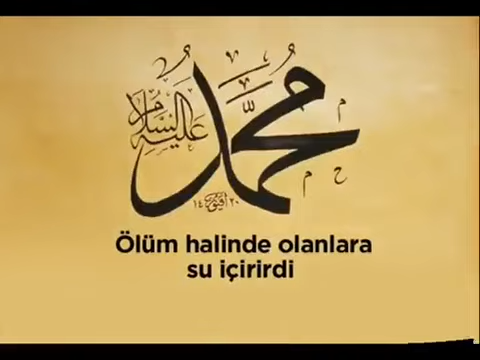 محمد
عليه السلام
Ölüm halinde olanlara
su içirirdi